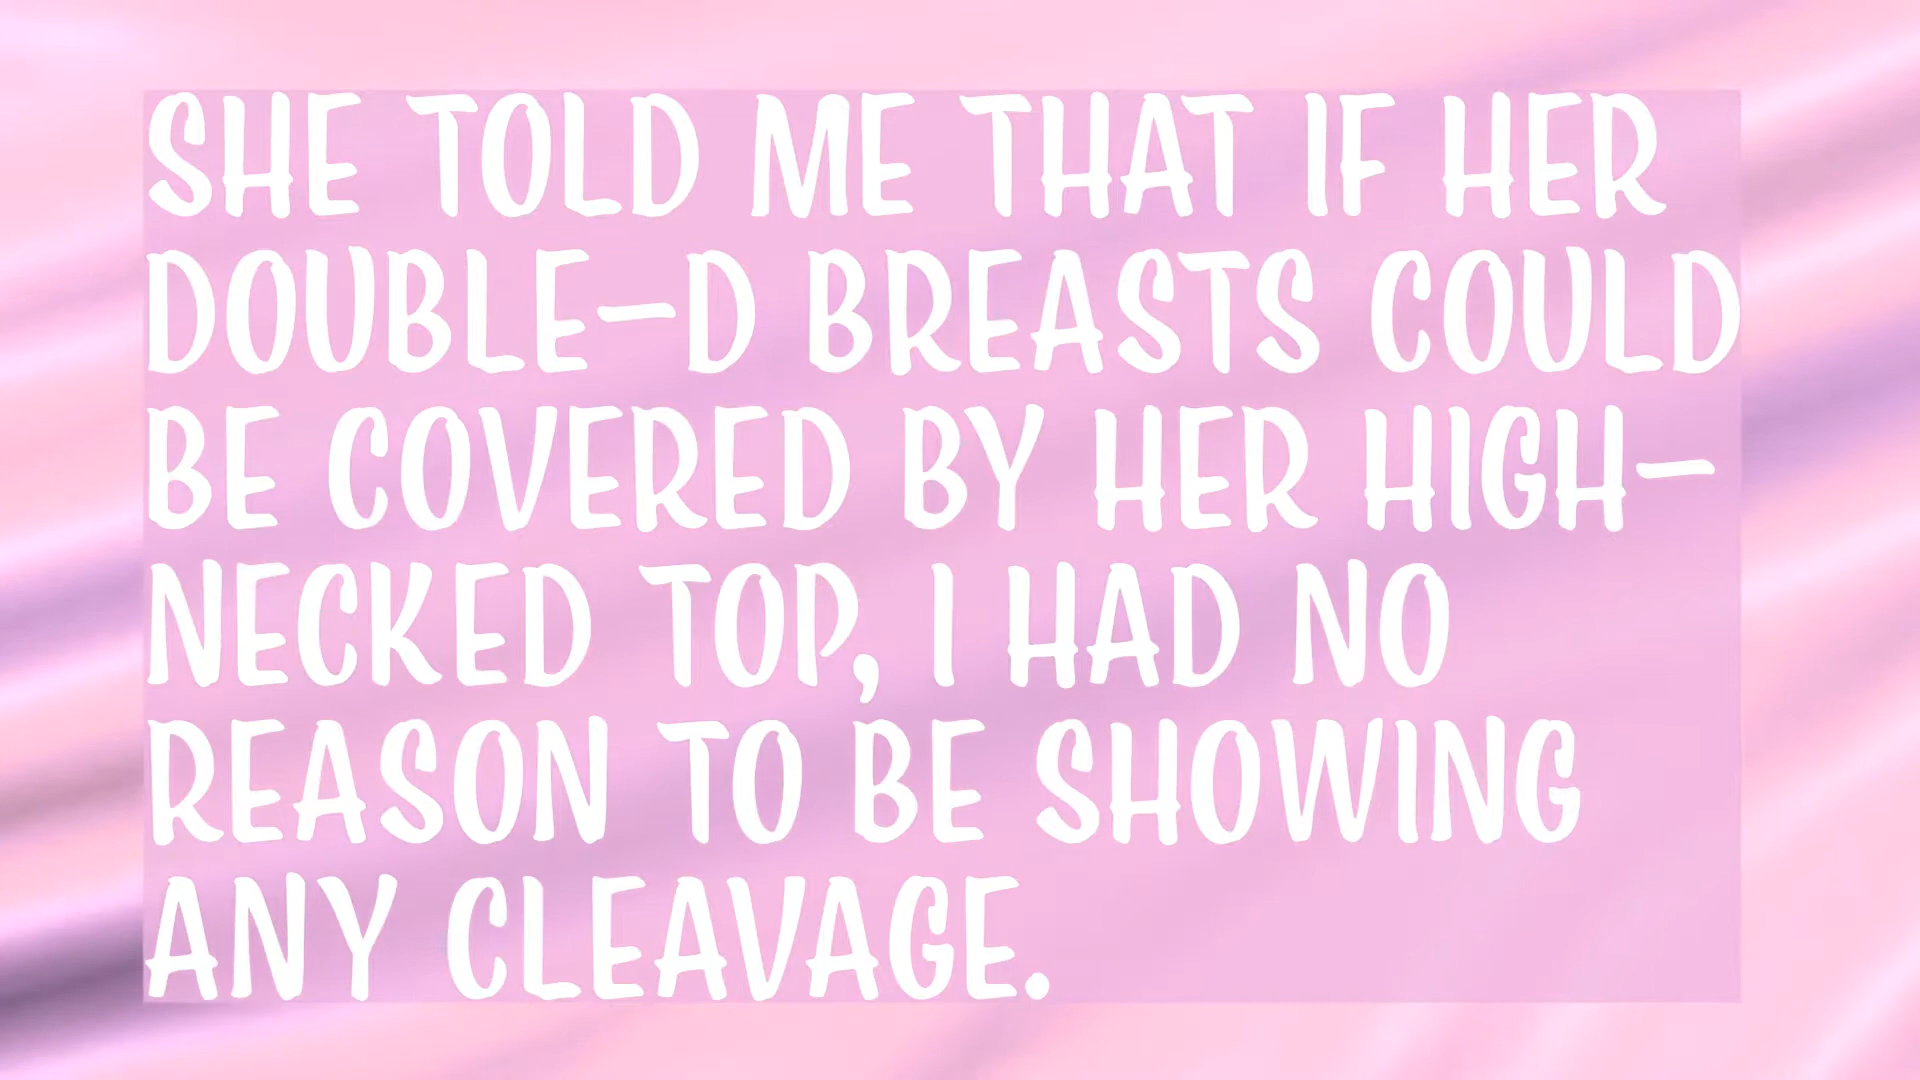 SHE TOLD ME THAT IF HER
DOUBLE-D BREASTS COULD
BE COVERED BY HER HIGH-
NECKED TOP, I HAD NO
REASON TO BE SHOWING
ANY CLEAVAGE.